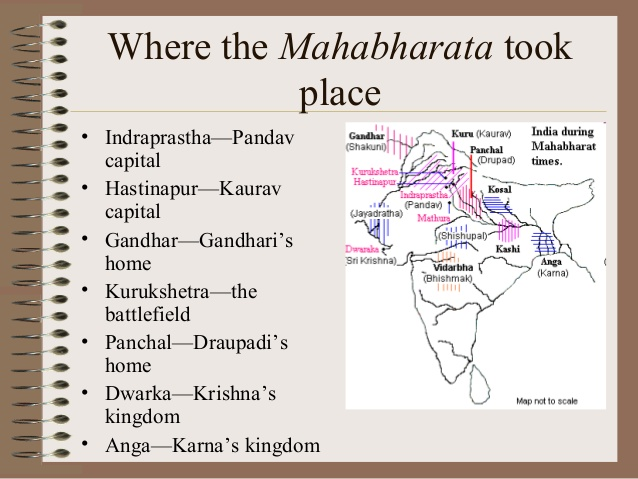 Where the Mahabharata took
place
• Indraprastha—Pandav
capital
• Hastinapur—Kaurav
capital
• Gandhar—Gandhari’s
home
• Kurukshetra—the
battlefield
• Panchal—Draupadi’s
home
• Dwarka—Krishna’s
kingdom
• Anga—Karna’s kingdom
Gandhar
(Shakuni)
Kuru (Kaurav)
Panchal
(Drupad)
India during
Mahabharat
times.
Kurukshetra
Hastinapur
Indraprastha
(Pandav)
Kosal
(Jayadratha)
Mathura
(Shishupal)
Kashi
Dwaraka
(Sri Krishna)
Vidarbha
(Bhishmak)
Anga
(Karna)
Map not to scale